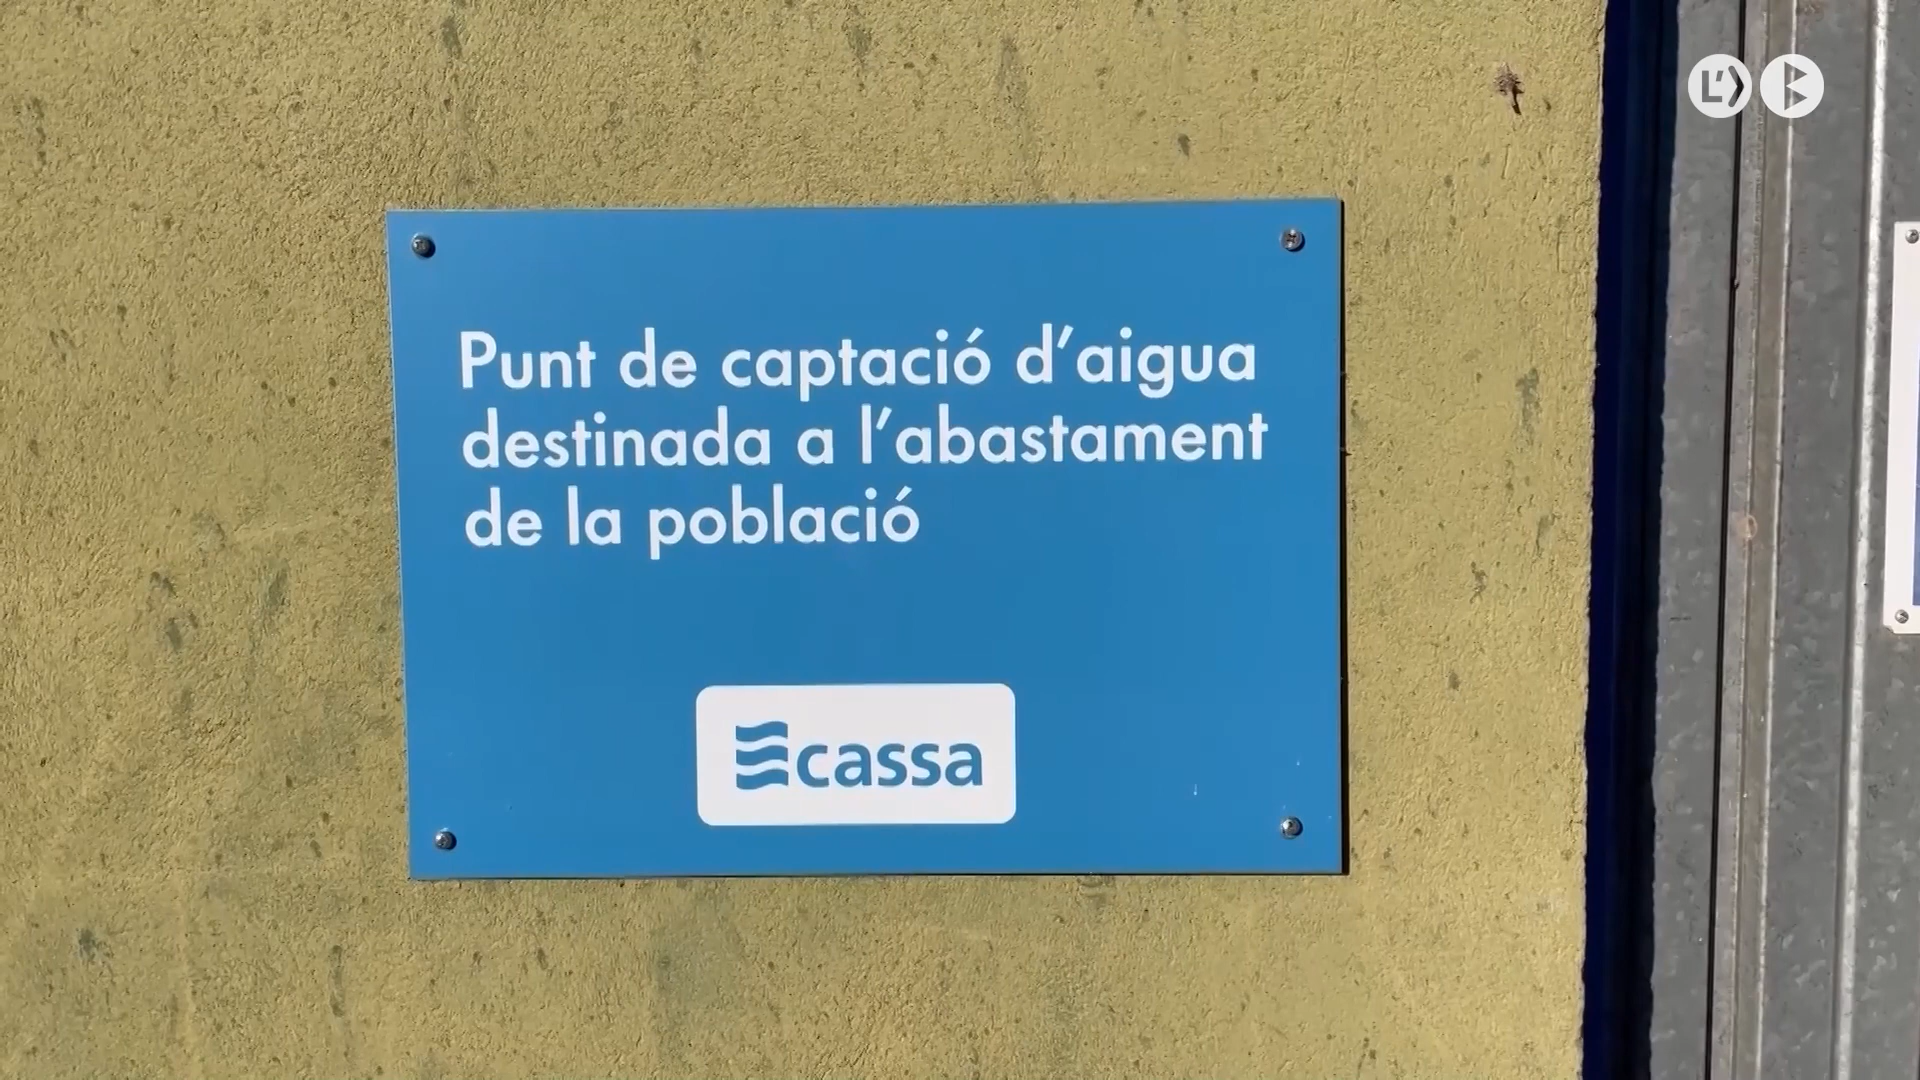 Punt de captació d'aigua
destinada a l'abastament
de la població
cassa